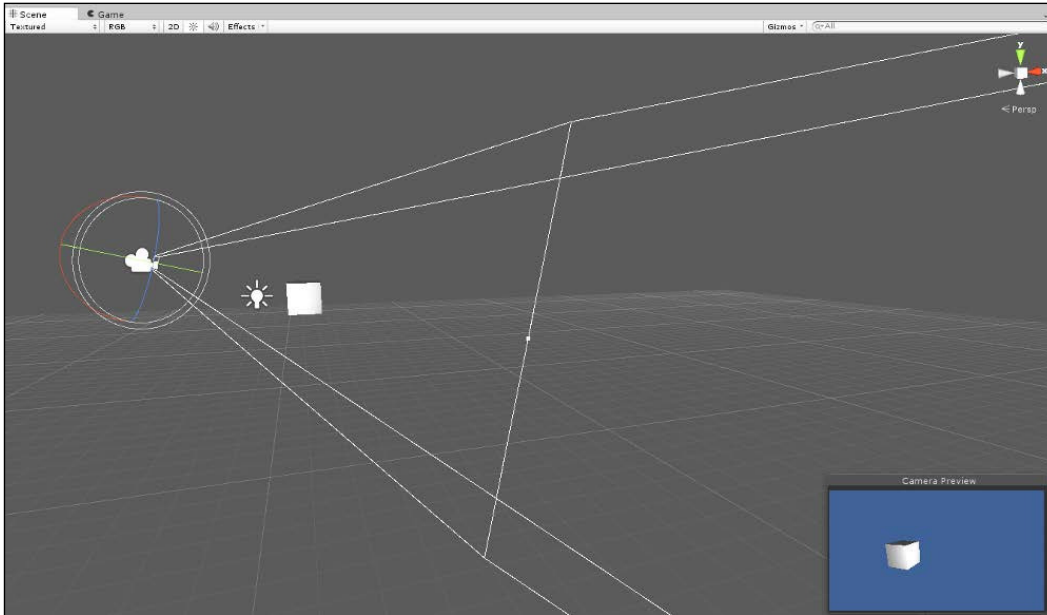 Scene Game
Textured RGB 2D Effects Gizmos All
y
x
Persp
Camera Preview